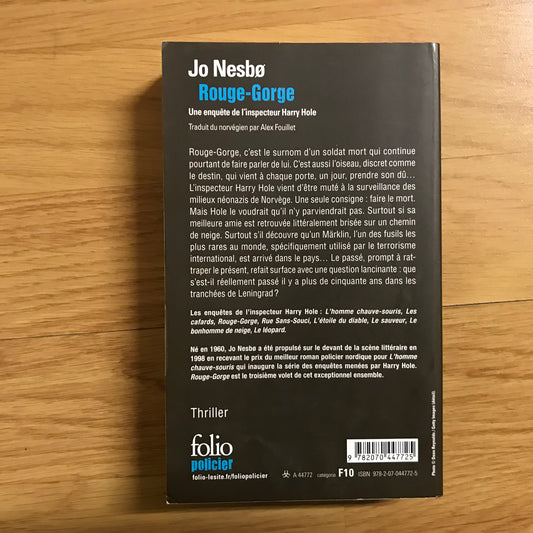 Jo Nesbø
Rouge-Gorge
Une enquête de l'inspecteur Harry Hole
Traduit du norvégien par Alex Fouillet
Rouge-Gorge, c'est le surnom d'un soldat mort qui continue
pourtant de faire parler de lui. C'est aussi l'oiseau, discret comme
le destin, qui vient à chaque porte, un jour, prendre son dû...
L'inspecteur Harry Hole vient d'être muté à la surveillance des
milieux néonazis de Norvège. Une seule consigne : faire le mort.
Mais Hole le voudrait qu'il n'y parviendrait pas. Surtout si sa
meilleure amie est retrouvée littéralement brisée sur un chemin
de neige. Surtout s'il découvre qu'un Märklin, l'un des fusils les
plus rares au monde, spécifiquement utilisé par le terrorisme
international, est arrivé dans le pays... Le passé, prompt à rat-
traper le présent, refait surface avec une question lancinante : que
s'est-il réellement passé il y a plus de cinquante ans dans les
tranchées de Leningrad ?
Les enquêtes de l'inspecteur Harry Hole : L'homme chauve-souris, Les
cafards, Rouge-Gorge, Rue Sans-Souci, L'étoile du diable, Le sauveur, Le
bonhomme de neige, Le léopard.
Né en 1960, Jo Nesbø a été propulsé sur le devant de la scène littéraire en
1998 en recevant le prix du meilleur roman policier nordique pour L'homme
chauve-souris qui inaugure la série des enquêtes menées par Harry Hole.
Rouge-Gorge est le troisième volet de cet exceptionnel ensemble.
Thriller
folio
policier
folio-lesite.fr/foliopolicier
9 782070 447725
A 44772 catégorie F10 ISBN 978-2-07-044772-5
Photo © Dave Reynolds / Getty Images (détail).